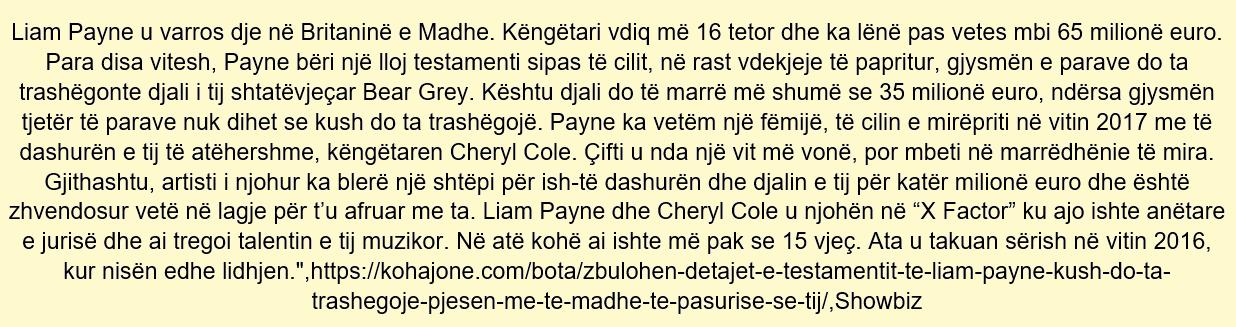 Liam Payne u varros dje në Britaninë e Madhe. Këngëtari vdiq më 16 tetor dhe ka lënë pas vetes mbi 65 milionë euro.
Para disa vitesh, Payne bëri një lloj testamenti sipas të cilit, në rast vdekjeje të papritur, gjysmën e parave do ta
trashëgonte djali i tij shtatëvjeçar Bear Grey. Kështu djali do të marrë më shumë se 35 milionë euro, ndërsa gjysmën
tjetër të parave nuk dihet se kush do ta trashëgojë. Payne ka vetëm një fëmijë, të cilin e mirëpriti në vitin 2017 me të
dashurën e tij të atëhershme, këngëtaren Cheryl Cole. Çifti u nda një vit më vonë, por mbeti në marrëdhënie të mira.
Gjithashtu, artisti i njohur ka blerë një shtëpi për ish-të dashurën dhe djalin e tij për katër milionë euro dhe është
zhvendosur vetë në lagje për t’u afruar me ta. Liam Payne dhe Cheryl Cole u njohën në “X Factor” ku ajo ishte anëtare
e jurisë dhe ai tregoi talentin e tij muzikor. Në atë kohë ai ishte më pak se 15 vjeç. Ata u takuan sërish në vitin 2016,
kur nisën edhe lidhjen.",https://kohajone.com/bota/zbulohen-detajet-e-testamentit-te-liam-payne-kush-do-ta-
trashegoje-pjesen-me-te-madhe-te-pasurise-se-tij/,Showbiz